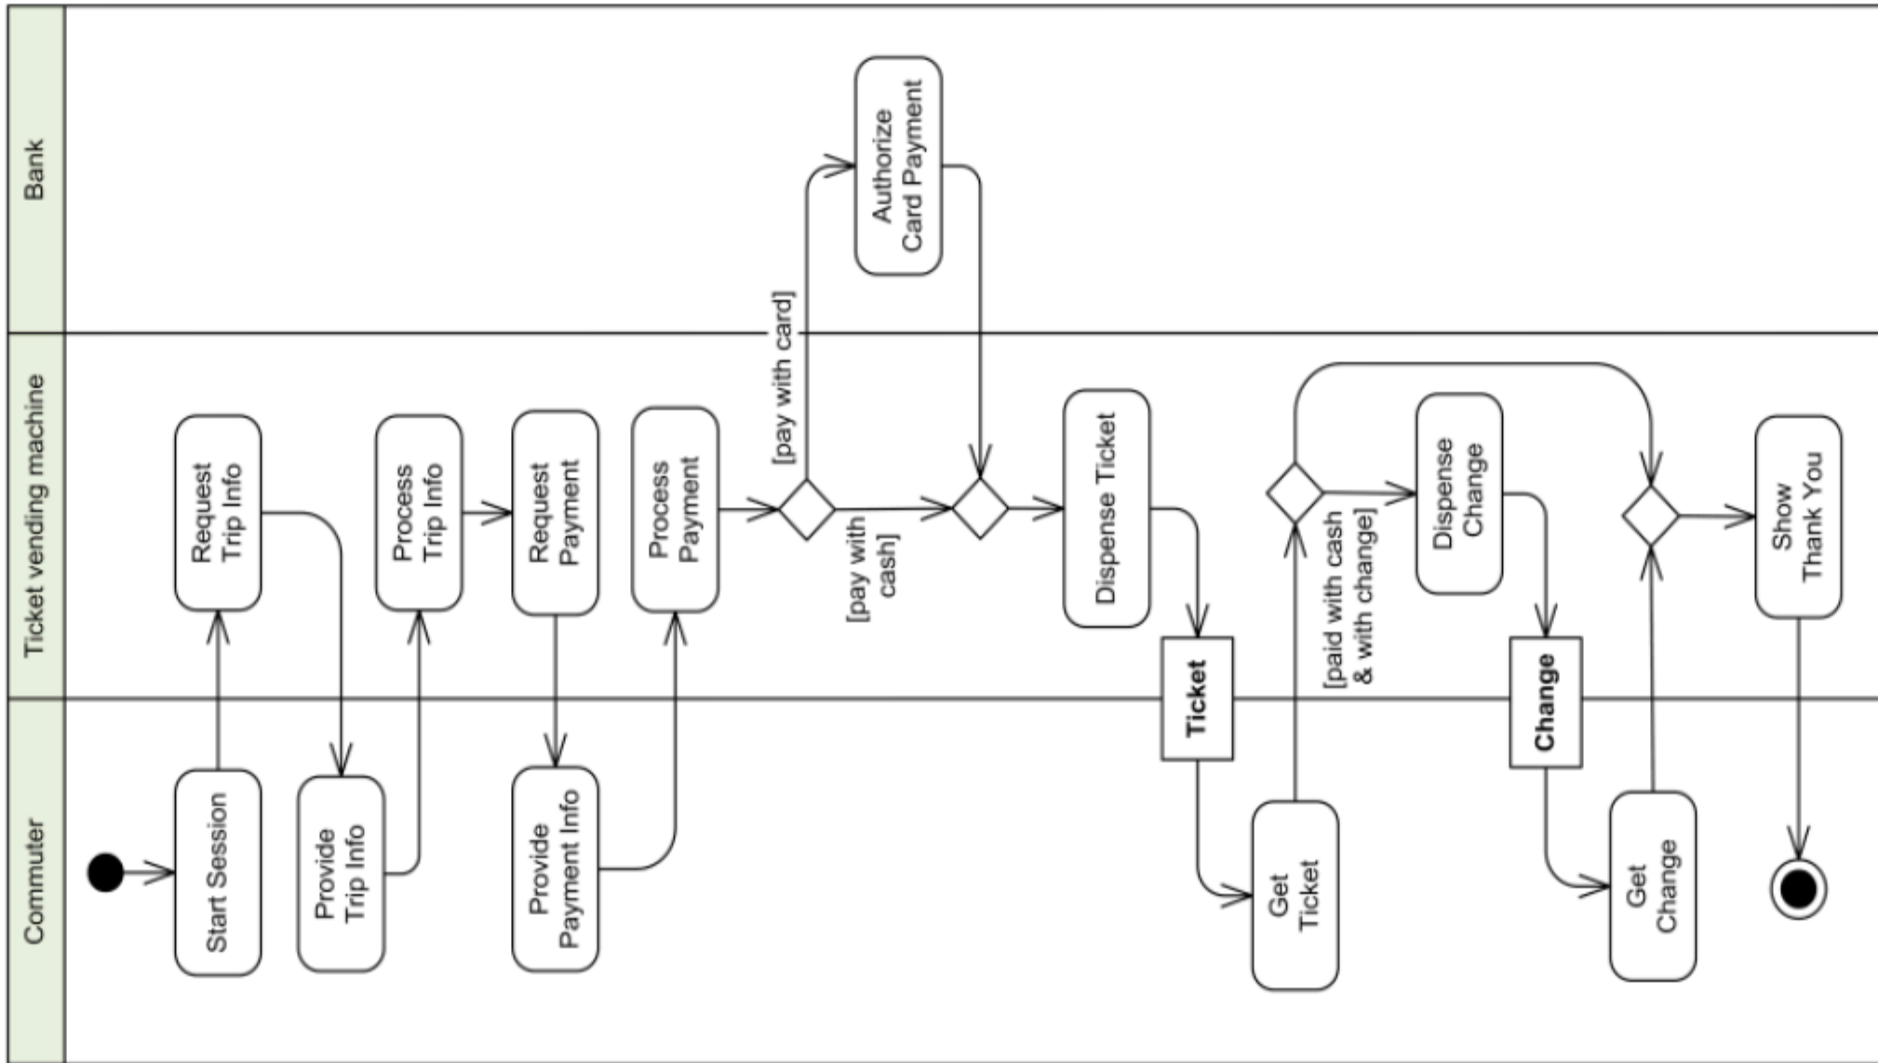 Commuter
Ticket vending machine
Bank
Start Session
Request
Trip Info
Provide
Trip Info
Process
Trip Info
Request
Payment
Provide
Payment Info
Process
Payment
[pay with card]
[pay with
cash]
Authorize
Card Payment
Dispense Ticket
Ticket
Get
Ticket
[paid with cash
& with change]
Dispense
Change
Change
Get
Change
Show
Thank You